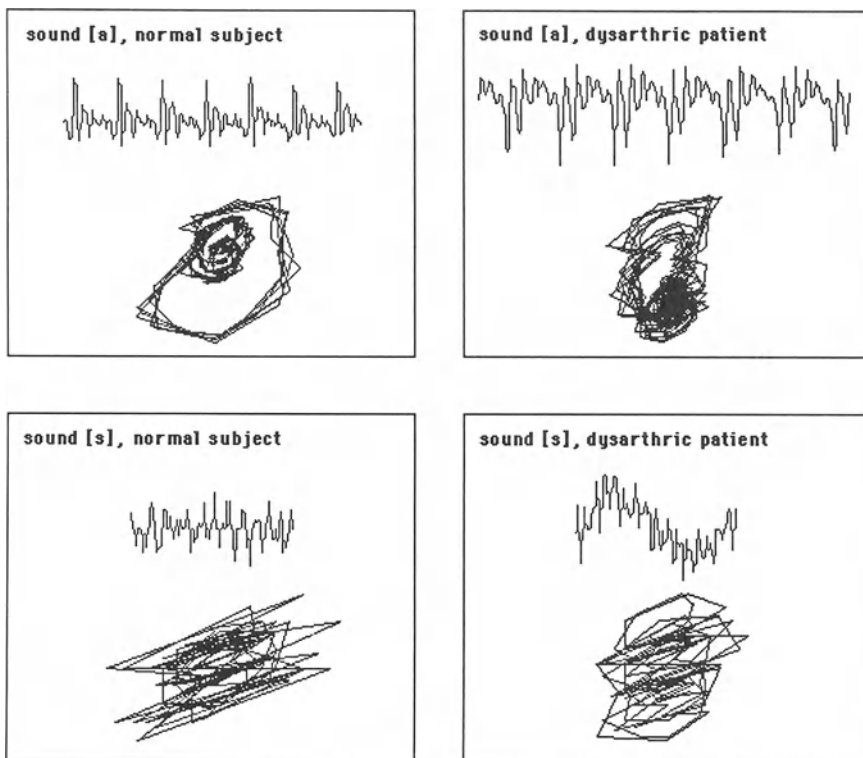 sound [a], normal subject
sound [a], dysarthric patient
sound [s], normal subject
sound [s], dysarthric patient